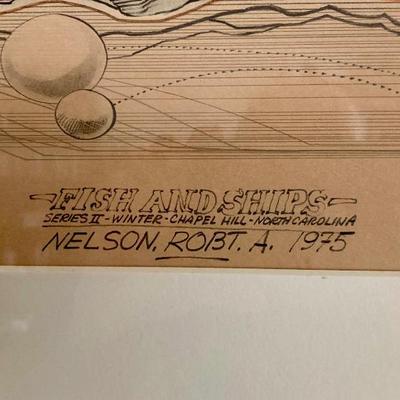 -FISH AND SHIPS-
SERIES II - WINTER - CHAPEL HILL - NORTH CAROLINA
NELSON, ROBT. A. 1975